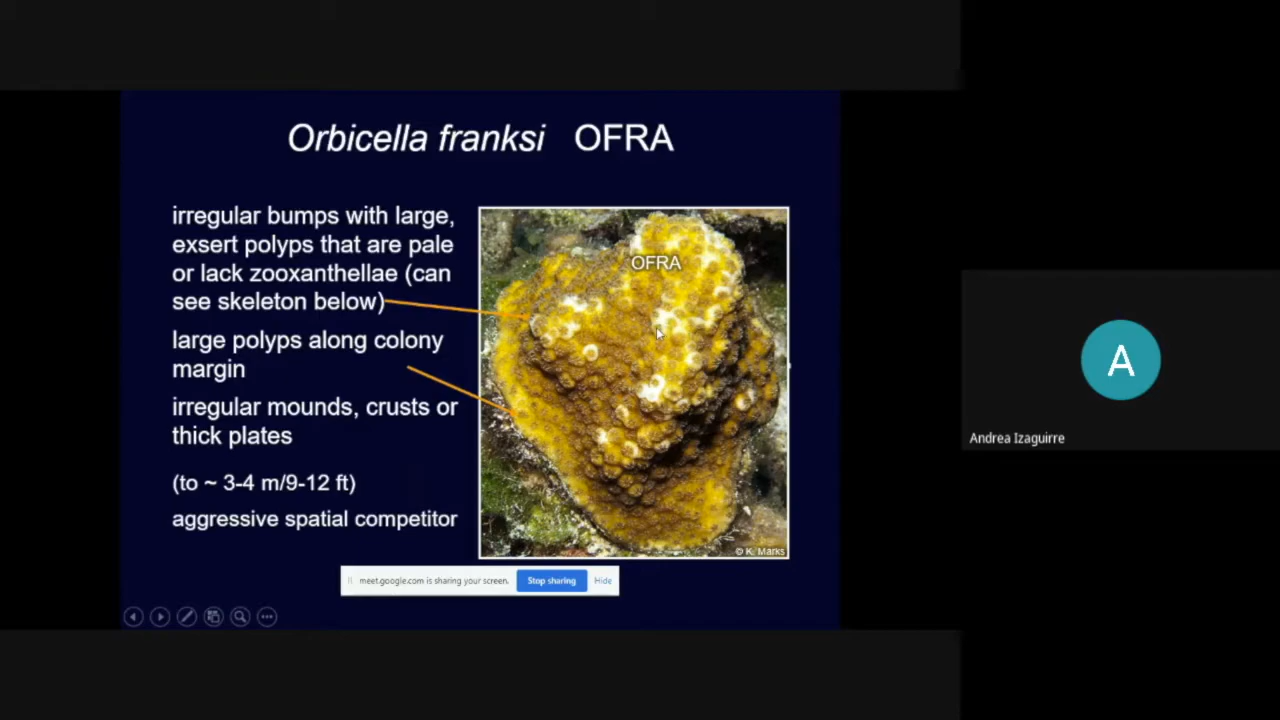 Orbicella franksi OFRA
irregular bumps with large,
exsert polyps that are pale
or lack zooxanthellae (can
see skeleton below)
large polyps along colony
margin
irregular mounds, crusts or
thick plates
(to ~ 3-4 m/9-12 ft)
aggressive spatial competitor
OFRA
© K. Marks
meet.google.com is sharing your screen.
Stop sharing
Hide
A
Andrea Izaguirre